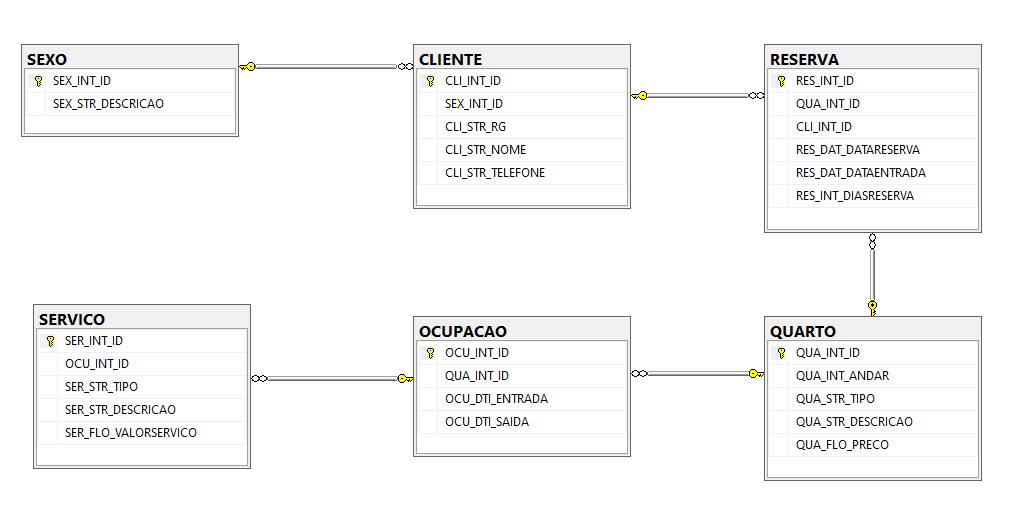 SEXO
SEX_INT_ID
SEX_STR_DESCRICAO
CLIENTE
CLI_INT_ID
SEX_INT_ID
CLI_STR_RG
CLI_STR_NOME
CLI_STR_TELEFONE
RESERVA
RES_INT_ID
QUA_INT_ID
CLI_INT_ID
RES_DAT_DATARESERVA
RES_DAT_DATAENTRADA
RES_INT_DIASRESERVA
SERVICO
SER_INT_ID
OCU_INT_ID
SER_STR_TIPO
SER_STR_DESCRICAO
SER_FLO_VALORSERVICO
OCUPACAO
OCU_INT_ID
QUA_INT_ID
OCU_DTI_ENTRADA
OCU_DTI_SAIDA
QUARTO
QUA_INT_ID
QUA_INT_ANDAR
QUA_STR_TIPO
QUA_STR_DESCRICAO
QUA_FLO_PRECO